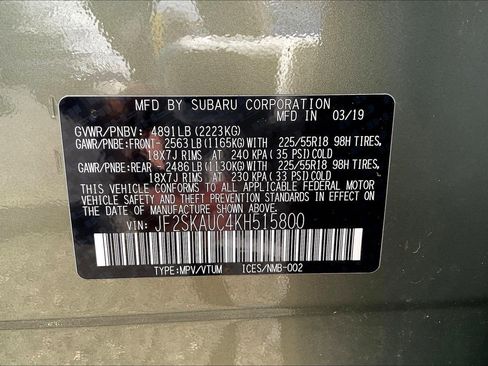 MFD BY SUBARU CORPORATION
MFD IN 03/19
GVWR/PNBV: 4891LB (2223KG)
GAWR/PNBE:FRONT- 2563LB (1165KG)WITH 225/55R18 98H TIRES,
18X7J RIMS AT 240 KPA(35 PSI)COLD
GAWR/PNBE:REAR -2486LB (1130KG)WITH 225/55R18 98H TIRES,
18X7J RIMS AT 230 KPA(33 PSI)COLD
THIS VEHICLE CONFORMS TO ALL APPLICABLE FEDERAL MOTOR
VEHICLE SAFETY, BUMPER, AND THEFT PREVENTION STANDARDS
IN EFFECT ON THE DATE OF MANUFACTURE SHOWN ABOVE.
VIN: JF2SKAUC4KH515800
TYPE:MPV/VTUM ICES/NMB-002